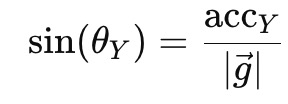 sin(θ_Y) = acc_Y / |g⃗|